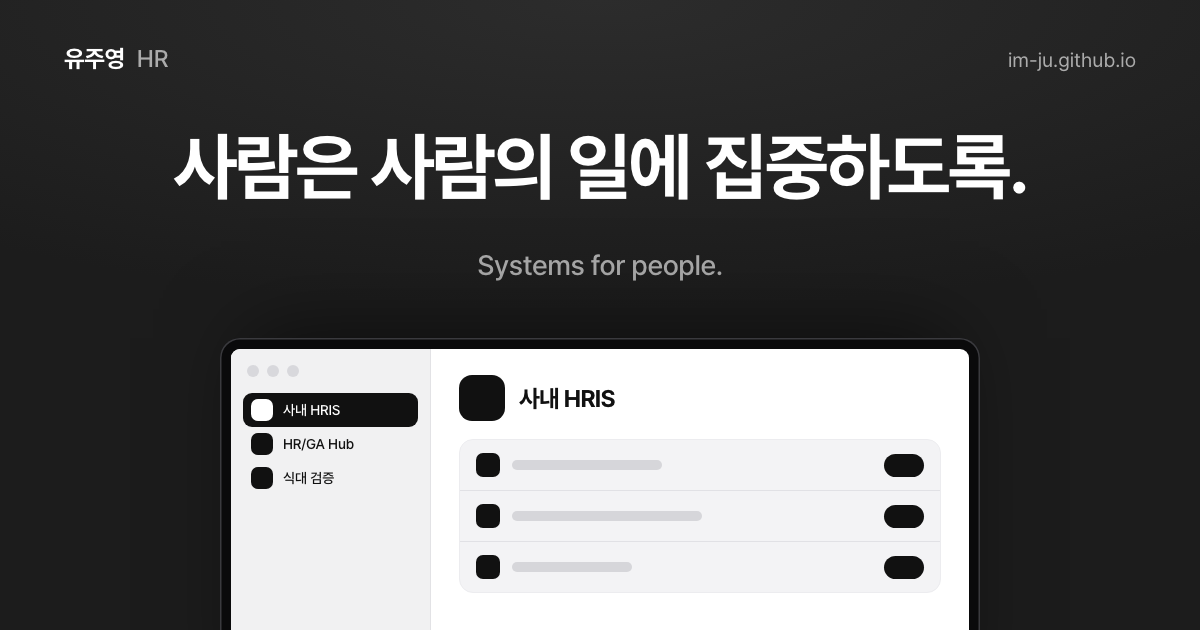 유주영 HR
im-ju.github.io
사람은 사람의 일에 집중하도록.
Systems for people.
사내 HRIS
HR/GA Hub
식대 검증
사내 HRIS